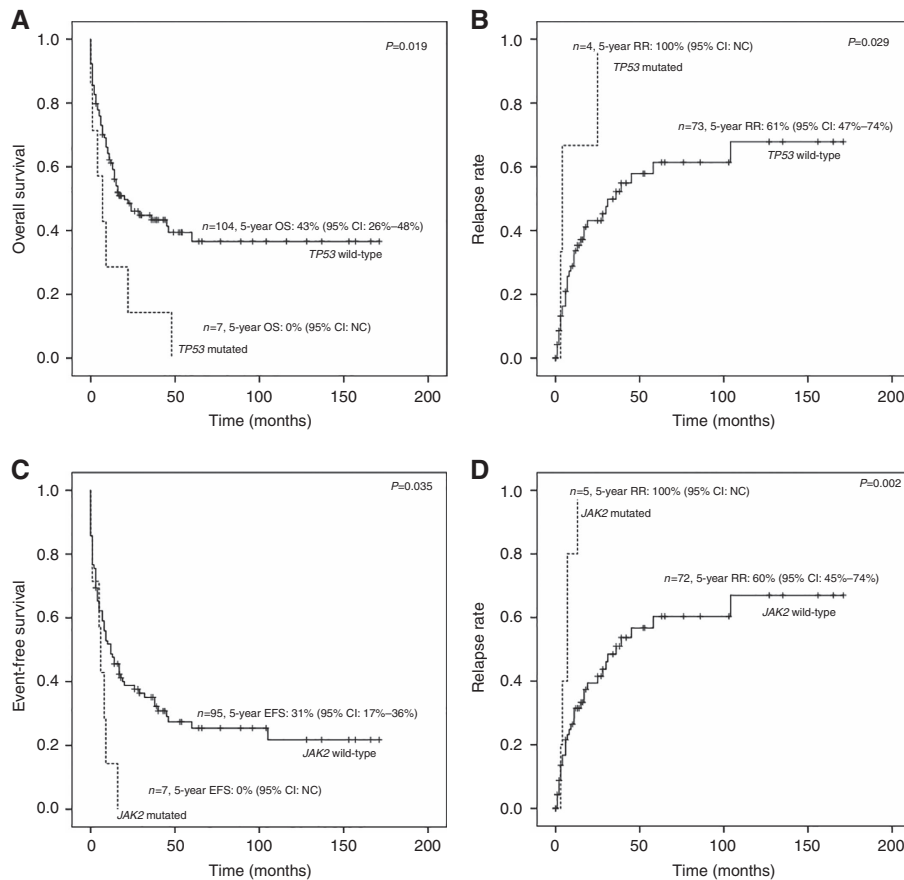 A
P=0.019
1.0
0.8
0.6
0.4
0.2
0.0
Overall survival
n=104, 5-year OS: 43% (95% CI: 26%–48%)
TP53 wild-type
n=7, 5-year OS: 0% (95% CI: NC)
TP53 mutated
0 50 100 150 200
Time (months)
B
n=4, 5-year RR: 100% (95% CI: NC)
P=0.029
TP53 mutated
1.0
0.8
0.6
0.4
0.2
0.0
Relapse rate
n=73, 5-year RR: 61% (95% CI: 47%–74%)
TP53 wild-type
0 50 100 150 200
Time (months)
C
P=0.035
1.0
0.8
0.6
0.4
0.2
0.0
Event-free survival
n=95, 5-year EFS: 31% (95% CI: 17%–36%)
JAK2 wild-type
n=7, 5-year EFS: 0% (95% CI: NC)
JAK2 mutated
0 50 100 150 200
Time (months)
D
P=0.002
n=5, 5-year RR: 100% (95% CI: NC)
JAK2 mutated
1.0
0.8
0.6
0.4
0.2
0.0
Relapse rate
n=72, 5-year RR: 60% (95% CI: 45%–74%)
JAK2 wild-type
0 50 100 150 200
Time (months)